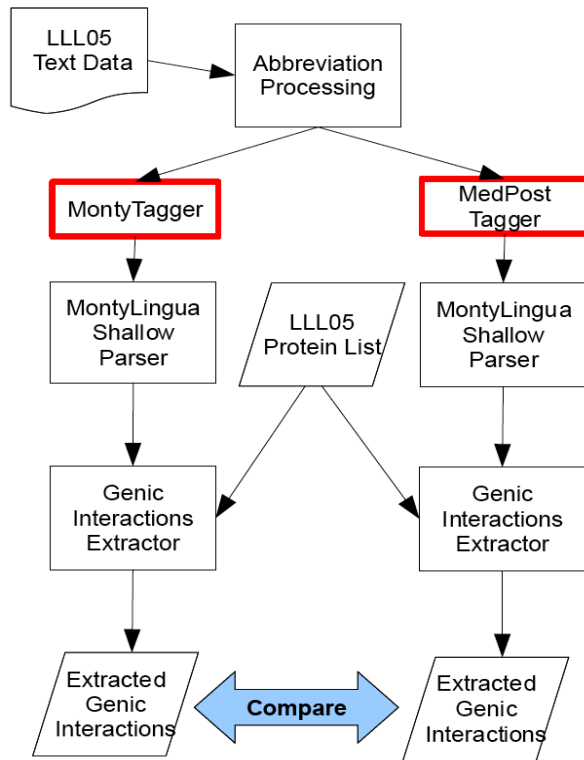 LLL05
Text Data
Abbreviation
Processing
MontyTagger
MedPost
Tagger
MontyLingua
Shallow
Parser
LLL05
Protein List
MontyLingua
Shallow
Parser
Genic
Interactions
Extractor
Genic
Interactions
Extractor
Extracted
Genic
Interactions
Compare
Extracted
Genic
Interactions